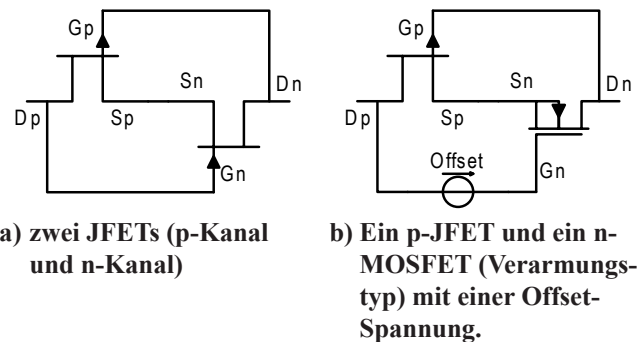 Gp
Sn
Dn
Dp
Sp
Gn
Gp
Sn
Dn
Dp
Sp
Offset
Gn
a) zwei JFETs (p-Kanal
und n-Kanal)
b) Ein p-JFET und ein n-
MOSFET (Verarmungs-
typ) mit einer Offset-
Spannung.